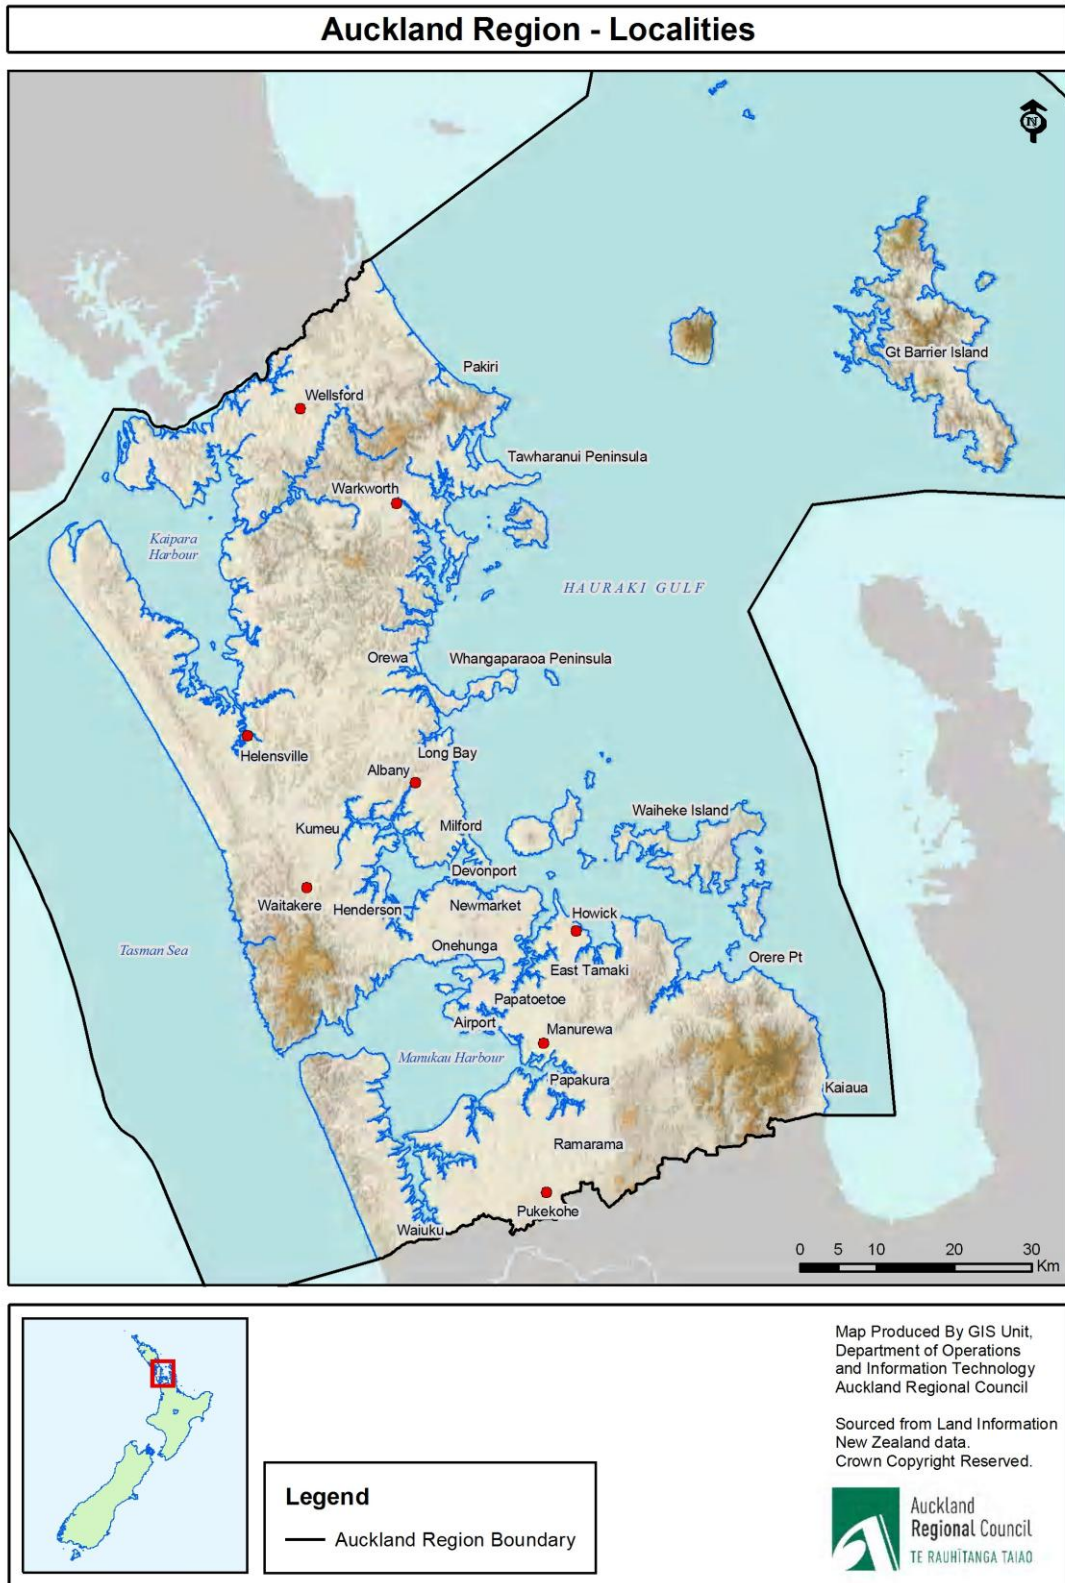 Auckland Region - Localities
N
Pakiri
Gt Barrier Island
Wellsford
Tawharanui Peninsula
Warkworth
Kaipara
Harbour
HAURAKI GULF
Orewa
Whangaparaoa Peninsula
Helensville
Long Bay
Albany
Waiheke Island
Kumeu
Milford
Devonport
Waitakere
Henderson
Newmarket
Howick
Tasman Sea
Onehunga
Orere Pt
East Tamaki
Papatoetoe
Airport
Manurewa
Manukau Harbour
Papakura
Kaiaua
Ramarama
Pukekohe
Waiuku
0 5 10 20 30
Km
Legend
Auckland Region Boundary
Map Produced By GIS Unit,
Department of Operations
and Information Technology
Auckland Regional Council
Sourced from Land Information
New Zealand data.
Crown Copyright Reserved.
Auckland
Regional Council
TE RAUHĪTANGA TAIAO